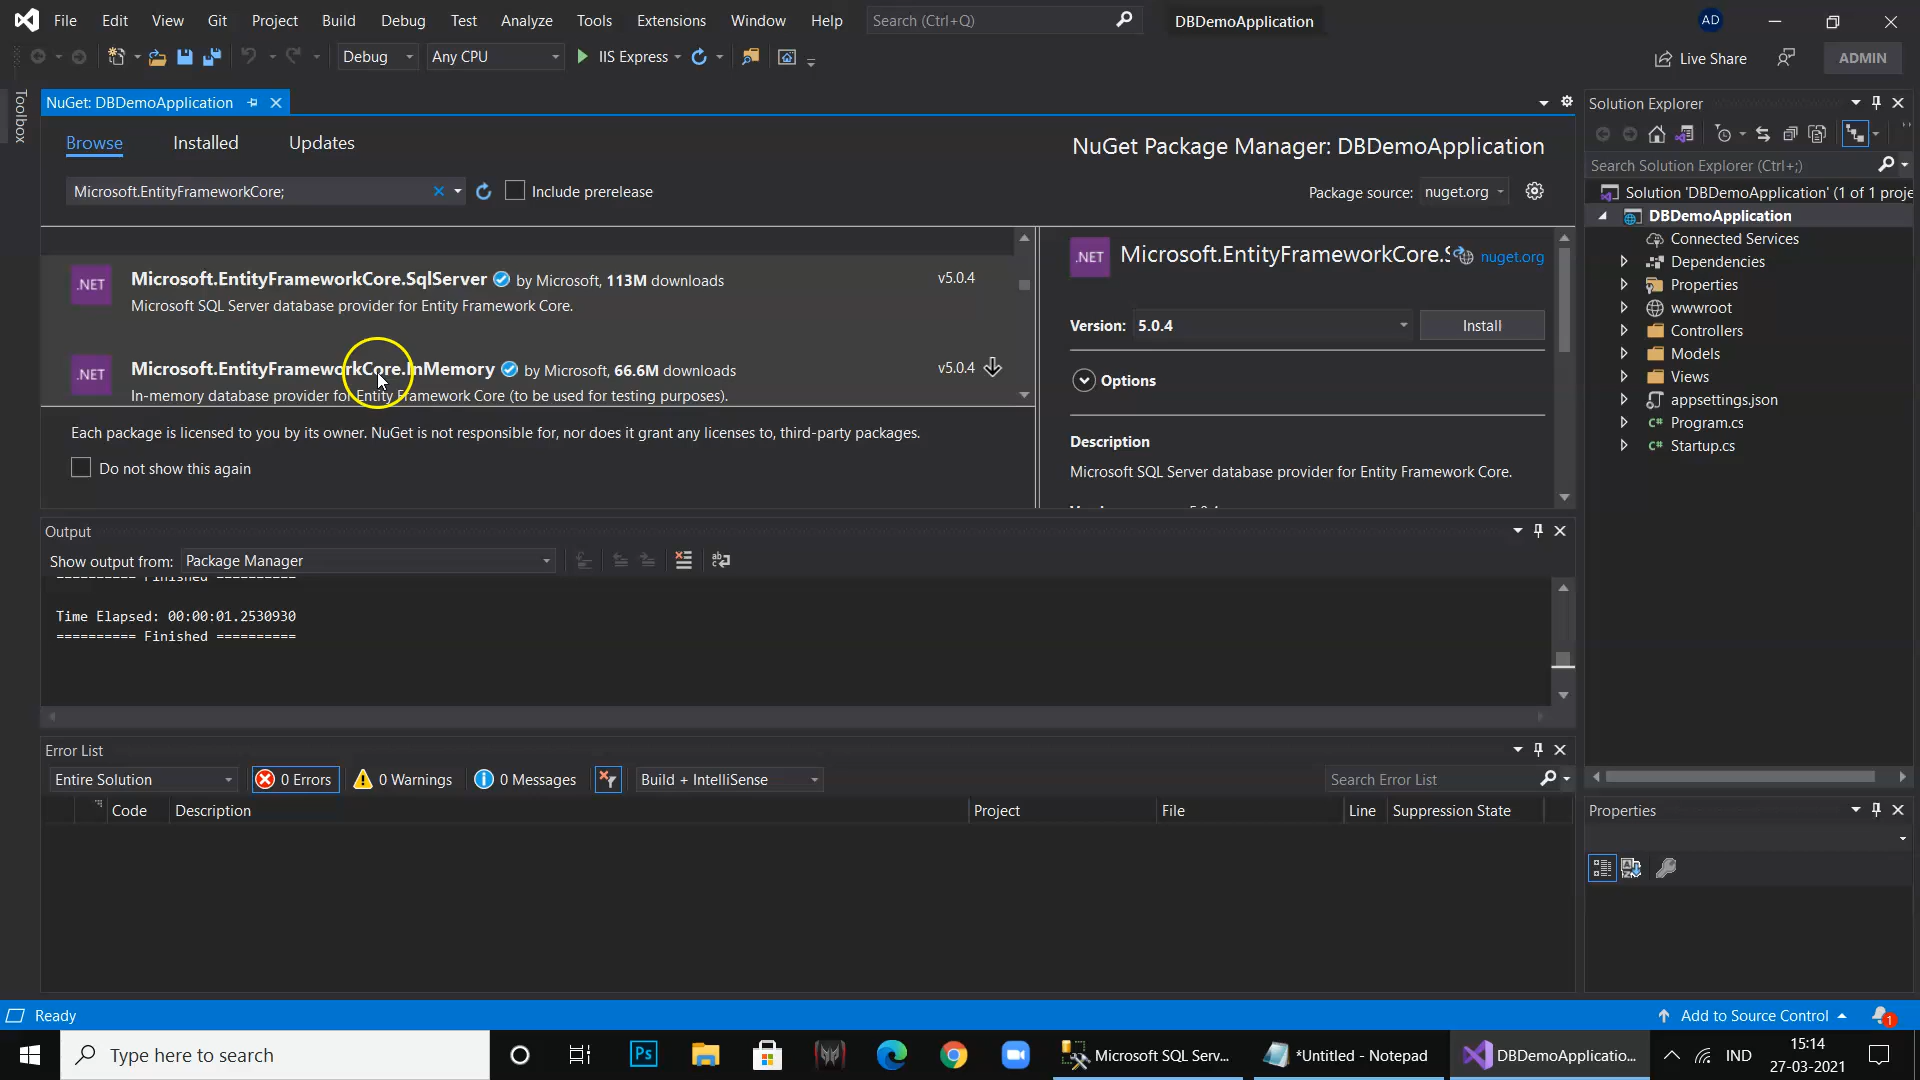 File Edit View Git Project Build Debug Test Analyze Tools Extensions Window Help Search (Ctrl+Q) DBDemoApplication AD
Debug Any CPU IIS Express Live Share ADMIN
Toolbox
NuGet: DBDemoApplication
Browse Installed Updates
NuGet Package Manager: DBDemoApplication
Microsoft.EntityFrameworkCore; Include prerelease
Package source: nuget.org
.NET Microsoft.EntityFrameworkCore.SqlServer by Microsoft, 113M downloads v5.0.4
Microsoft SQL Server database provider for Entity Framework Core.
.NET Microsoft.EntityFrameworkCore.InMemory by Microsoft, 66.6M downloads v5.0.4
In-memory database provider for Entity Framework Core (to be used for testing purposes).
Each package is licensed to you by its owner. NuGet is not responsible for, nor does it grant any licenses to, third-party packages.
Do not show this again
.NET Microsoft.EntityFrameworkCore.S nuget.org
Version: 5.0.4 Install
Options
Description
Microsoft SQL Server database provider for Entity Framework Core.
Solution Explorer
Search Solution Explorer (Ctrl+;)
Solution 'DBDemoApplication' (1 of 1 proje
DBDemoApplication
Connected Services
Dependencies
Properties
wwwroot
Controllers
Models
Views
appsettings.json
C# Program.cs
C# Startup.cs
Output
Show output from: Package Manager
========== Finished ==========
Time Elapsed: 00:00:01.2530930
========== Finished ==========
Error List
Entire Solution 0 Errors 0 Warnings 0 Messages Build + IntelliSense Search Error List
Code Description Project File Line Suppression State
Properties
Ready Add to Source Control 1
Type here to search Ps Microsoft SQL Serv... *Untitled - Notepad DBDemoApplicatio... IND 15:14
27-03-2021